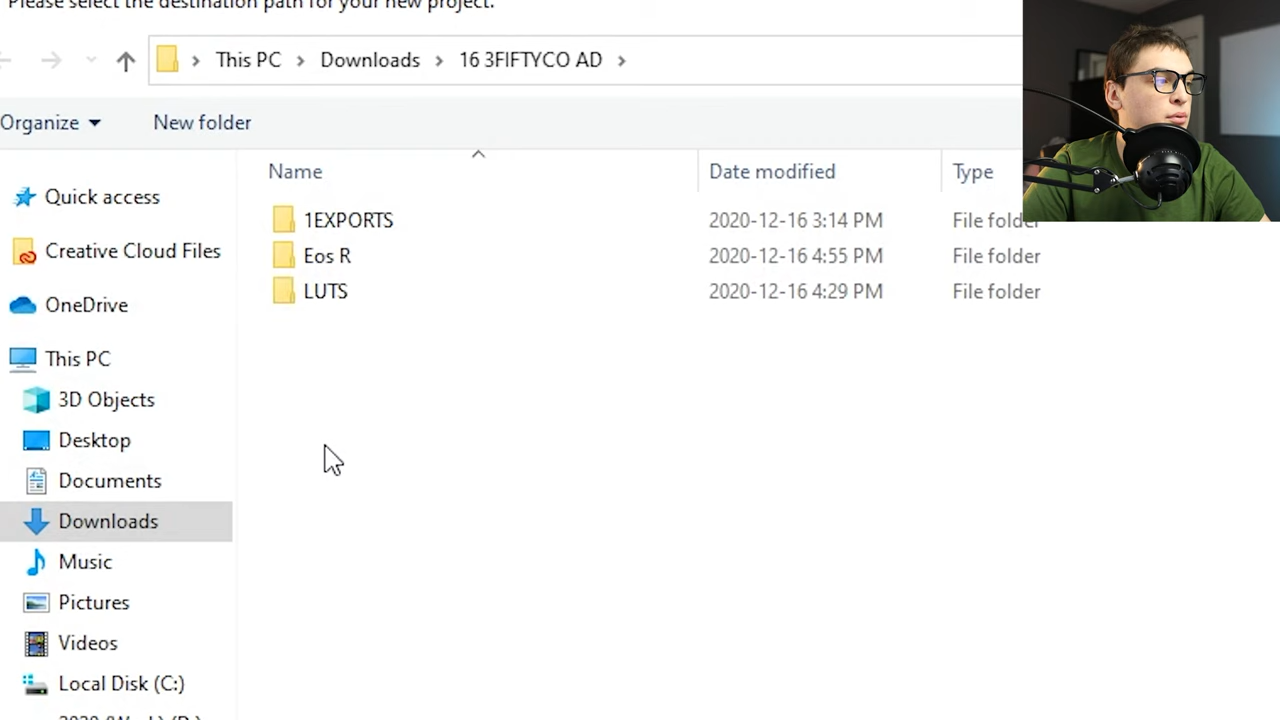 Please select the destination path for your new project.
This PC Downloads 16 3FIFTYCO AD
Organize New folder
Name Date modified Type
1EXPORTS 2020-12-16 3:14 PM File folder
Eos R 2020-12-16 4:55 PM File folder
LUTS 2020-12-16 4:29 PM File folder
Quick access
Creative Cloud Files
OneDrive
This PC
3D Objects
Desktop
Documents
Downloads
Music
Pictures
Videos
Local Disk (C:)